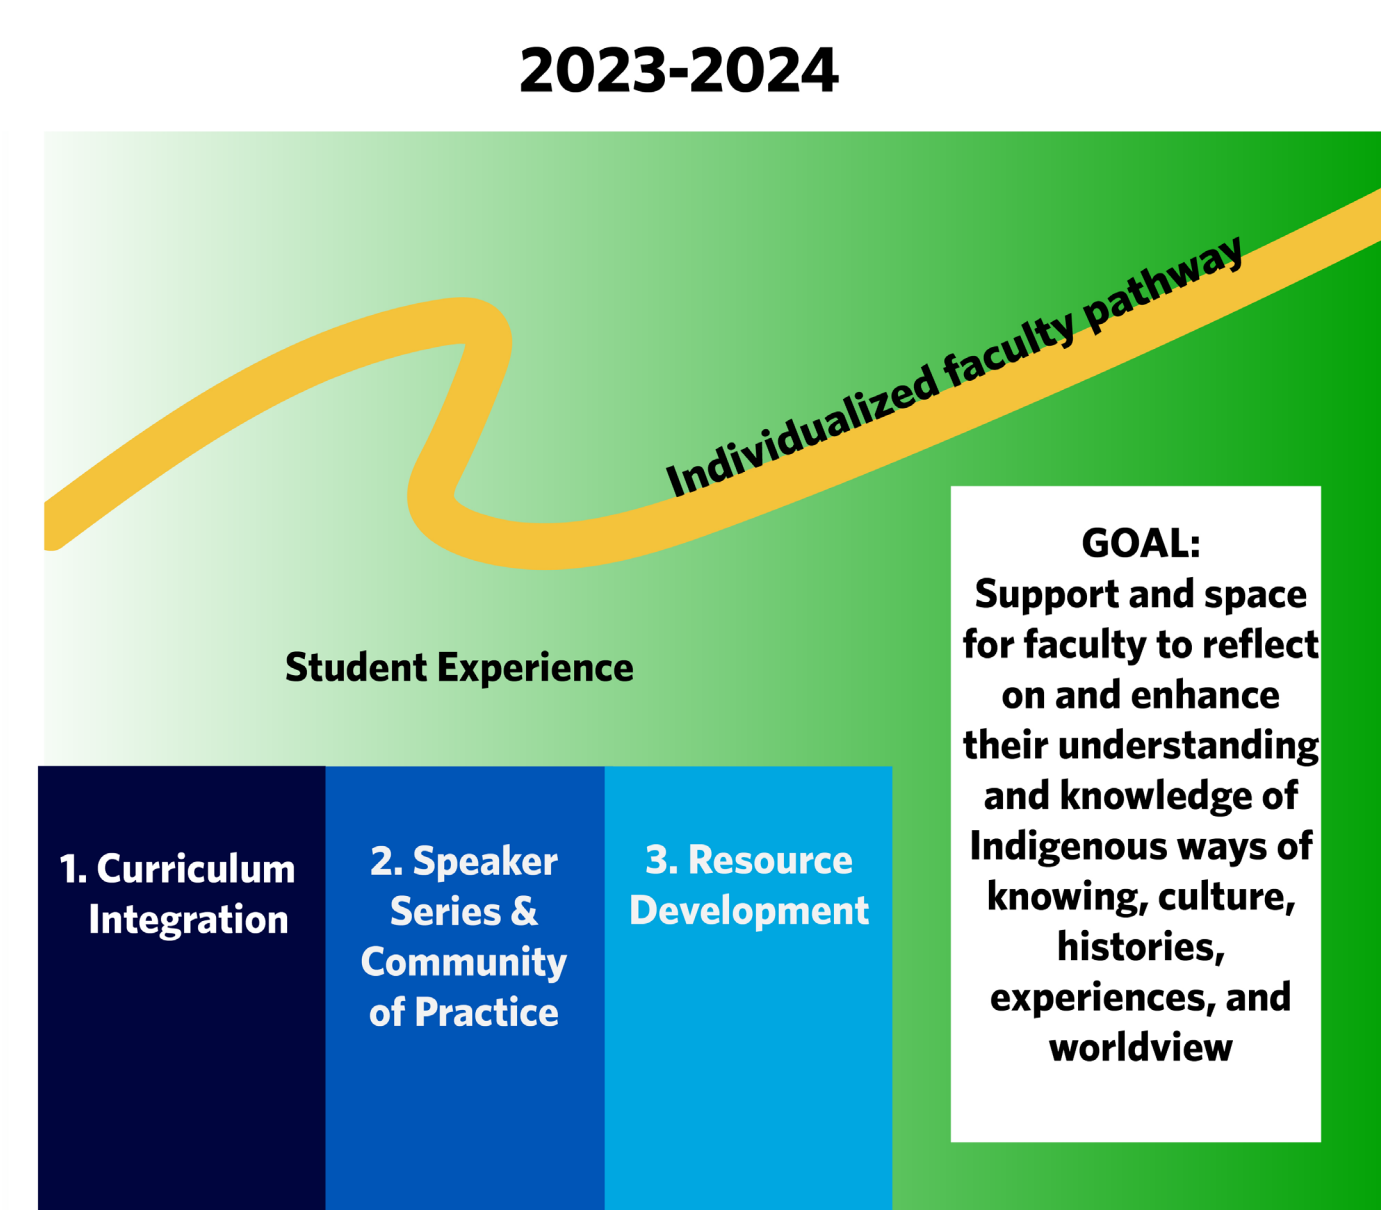 2023-2024
Individualized faculty pathway
Student Experience
1. Curriculum
Integration
2. Speaker
Series &
Community
of Practice
3. Resource
Development
GOAL:
Support and space
for faculty to reflect
on and enhance
their understanding
and knowledge of
Indigenous ways of
knowing, culture,
histories,
experiences, and
worldview